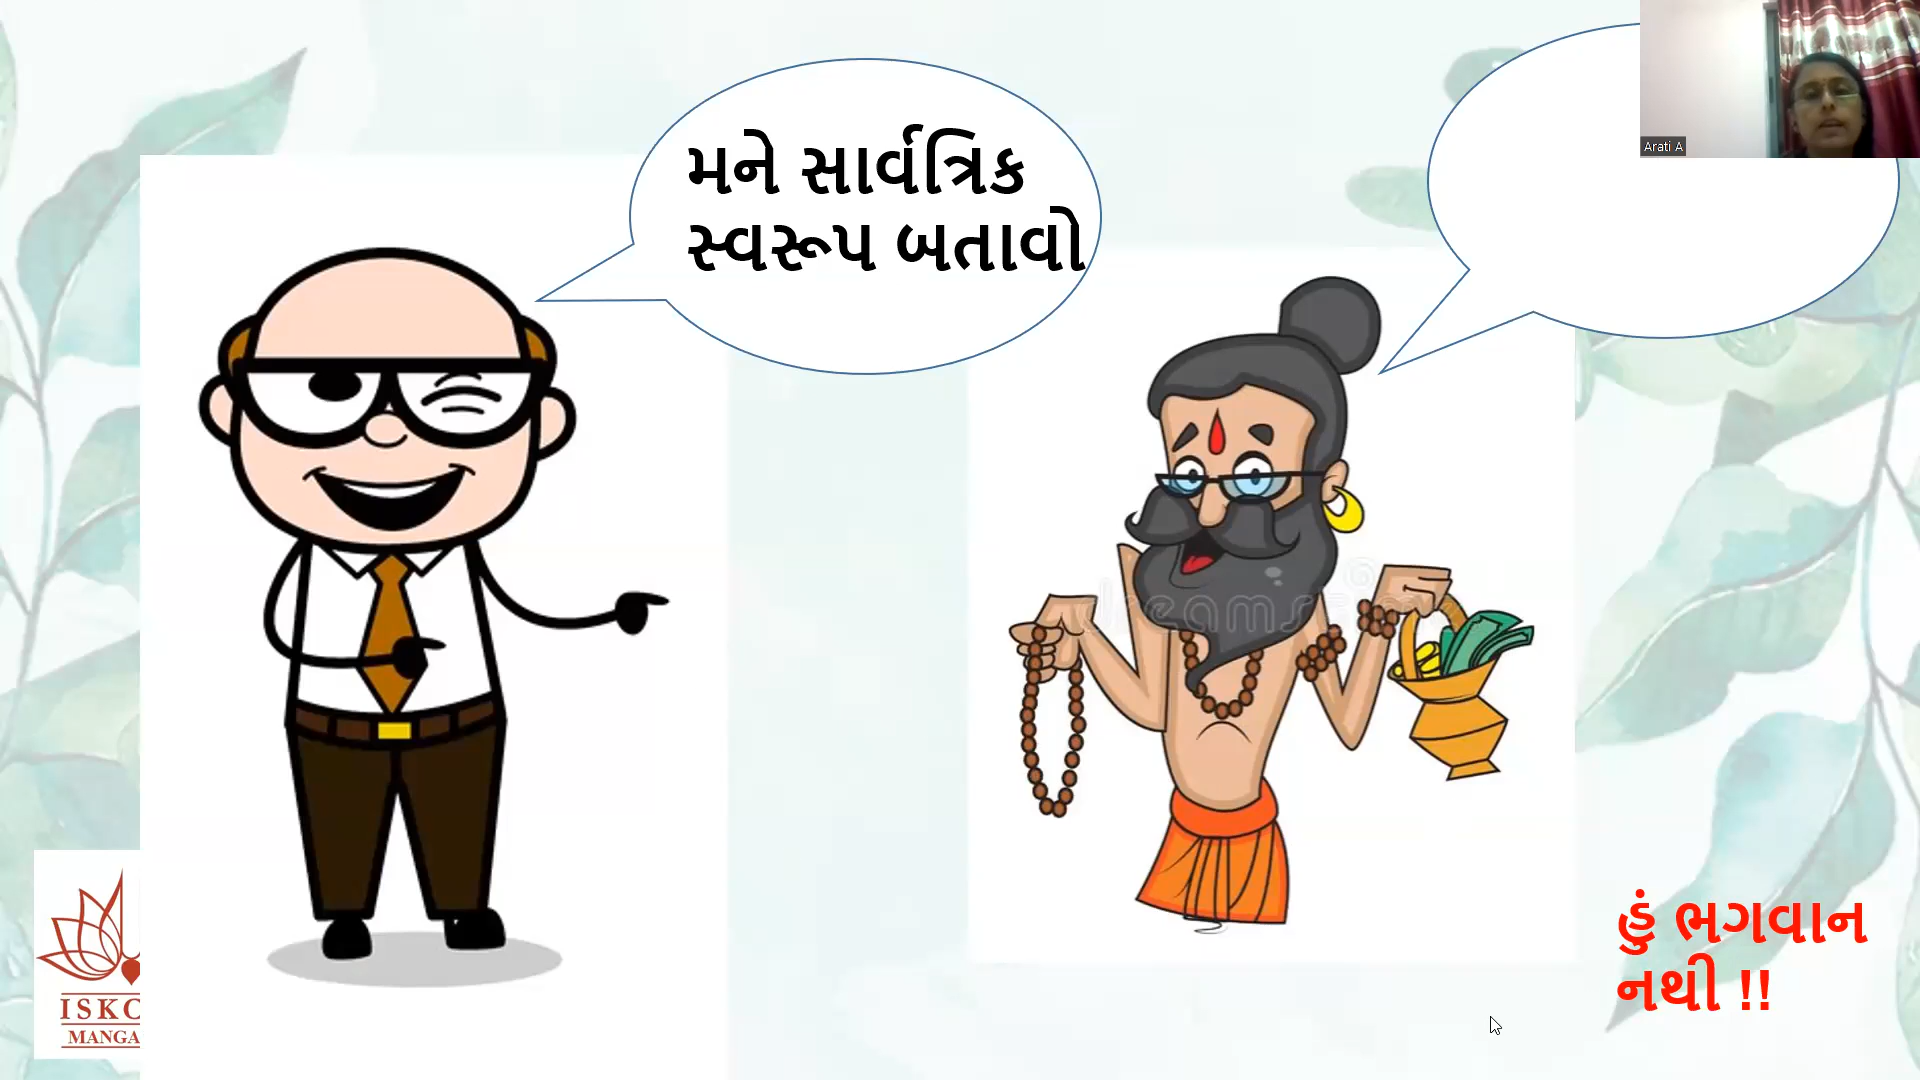 મને સાર્વત્રિક
સ્વરૂપ બતાવો
Arati A
હું ભગવાન
નથી !!
ISKC
MANGA